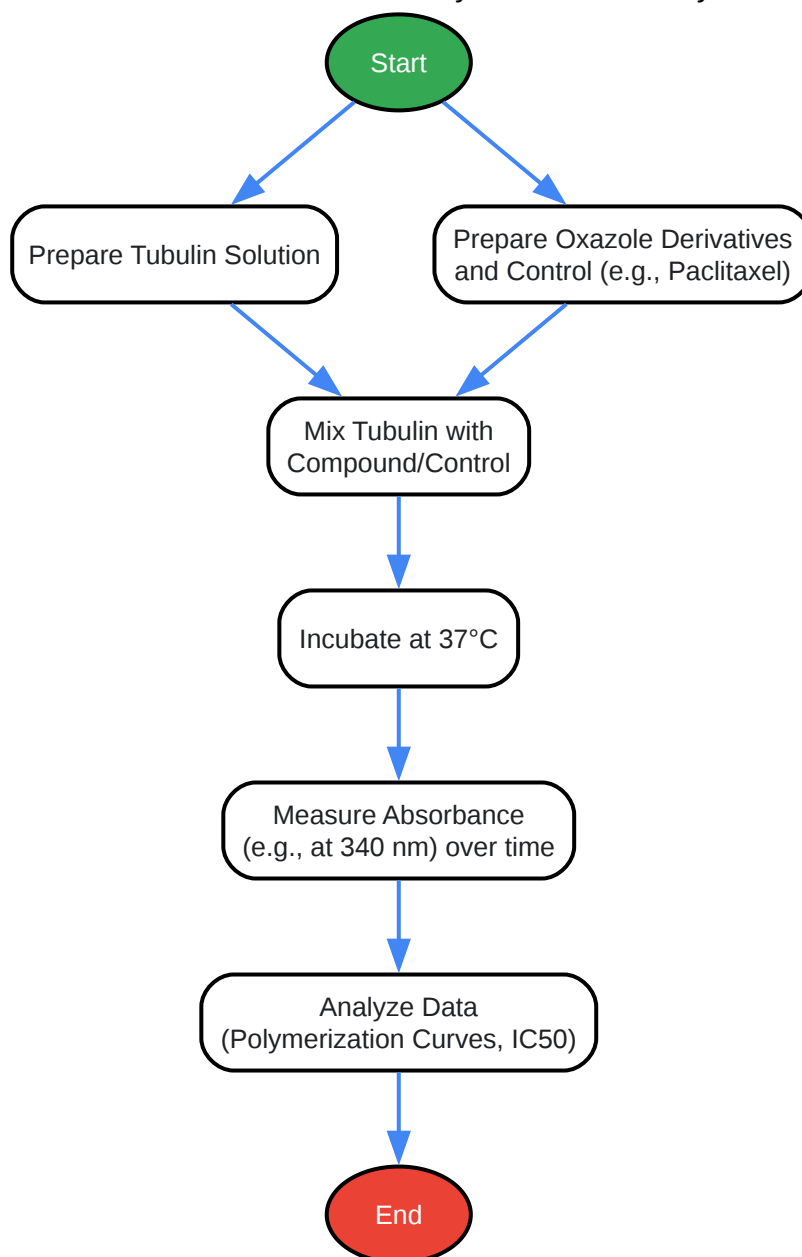 Start
Prepare Tubulin Solution
Prepare Oxazole Derivatives
and Control (e.g., Paclitaxel)
Mix Tubulin with
Compound/Control
Incubate at 37°C
Measure Absorbance
(e.g., at 340 nm) over time
Analyze Data
(Polymerization Curves, IC50)
End